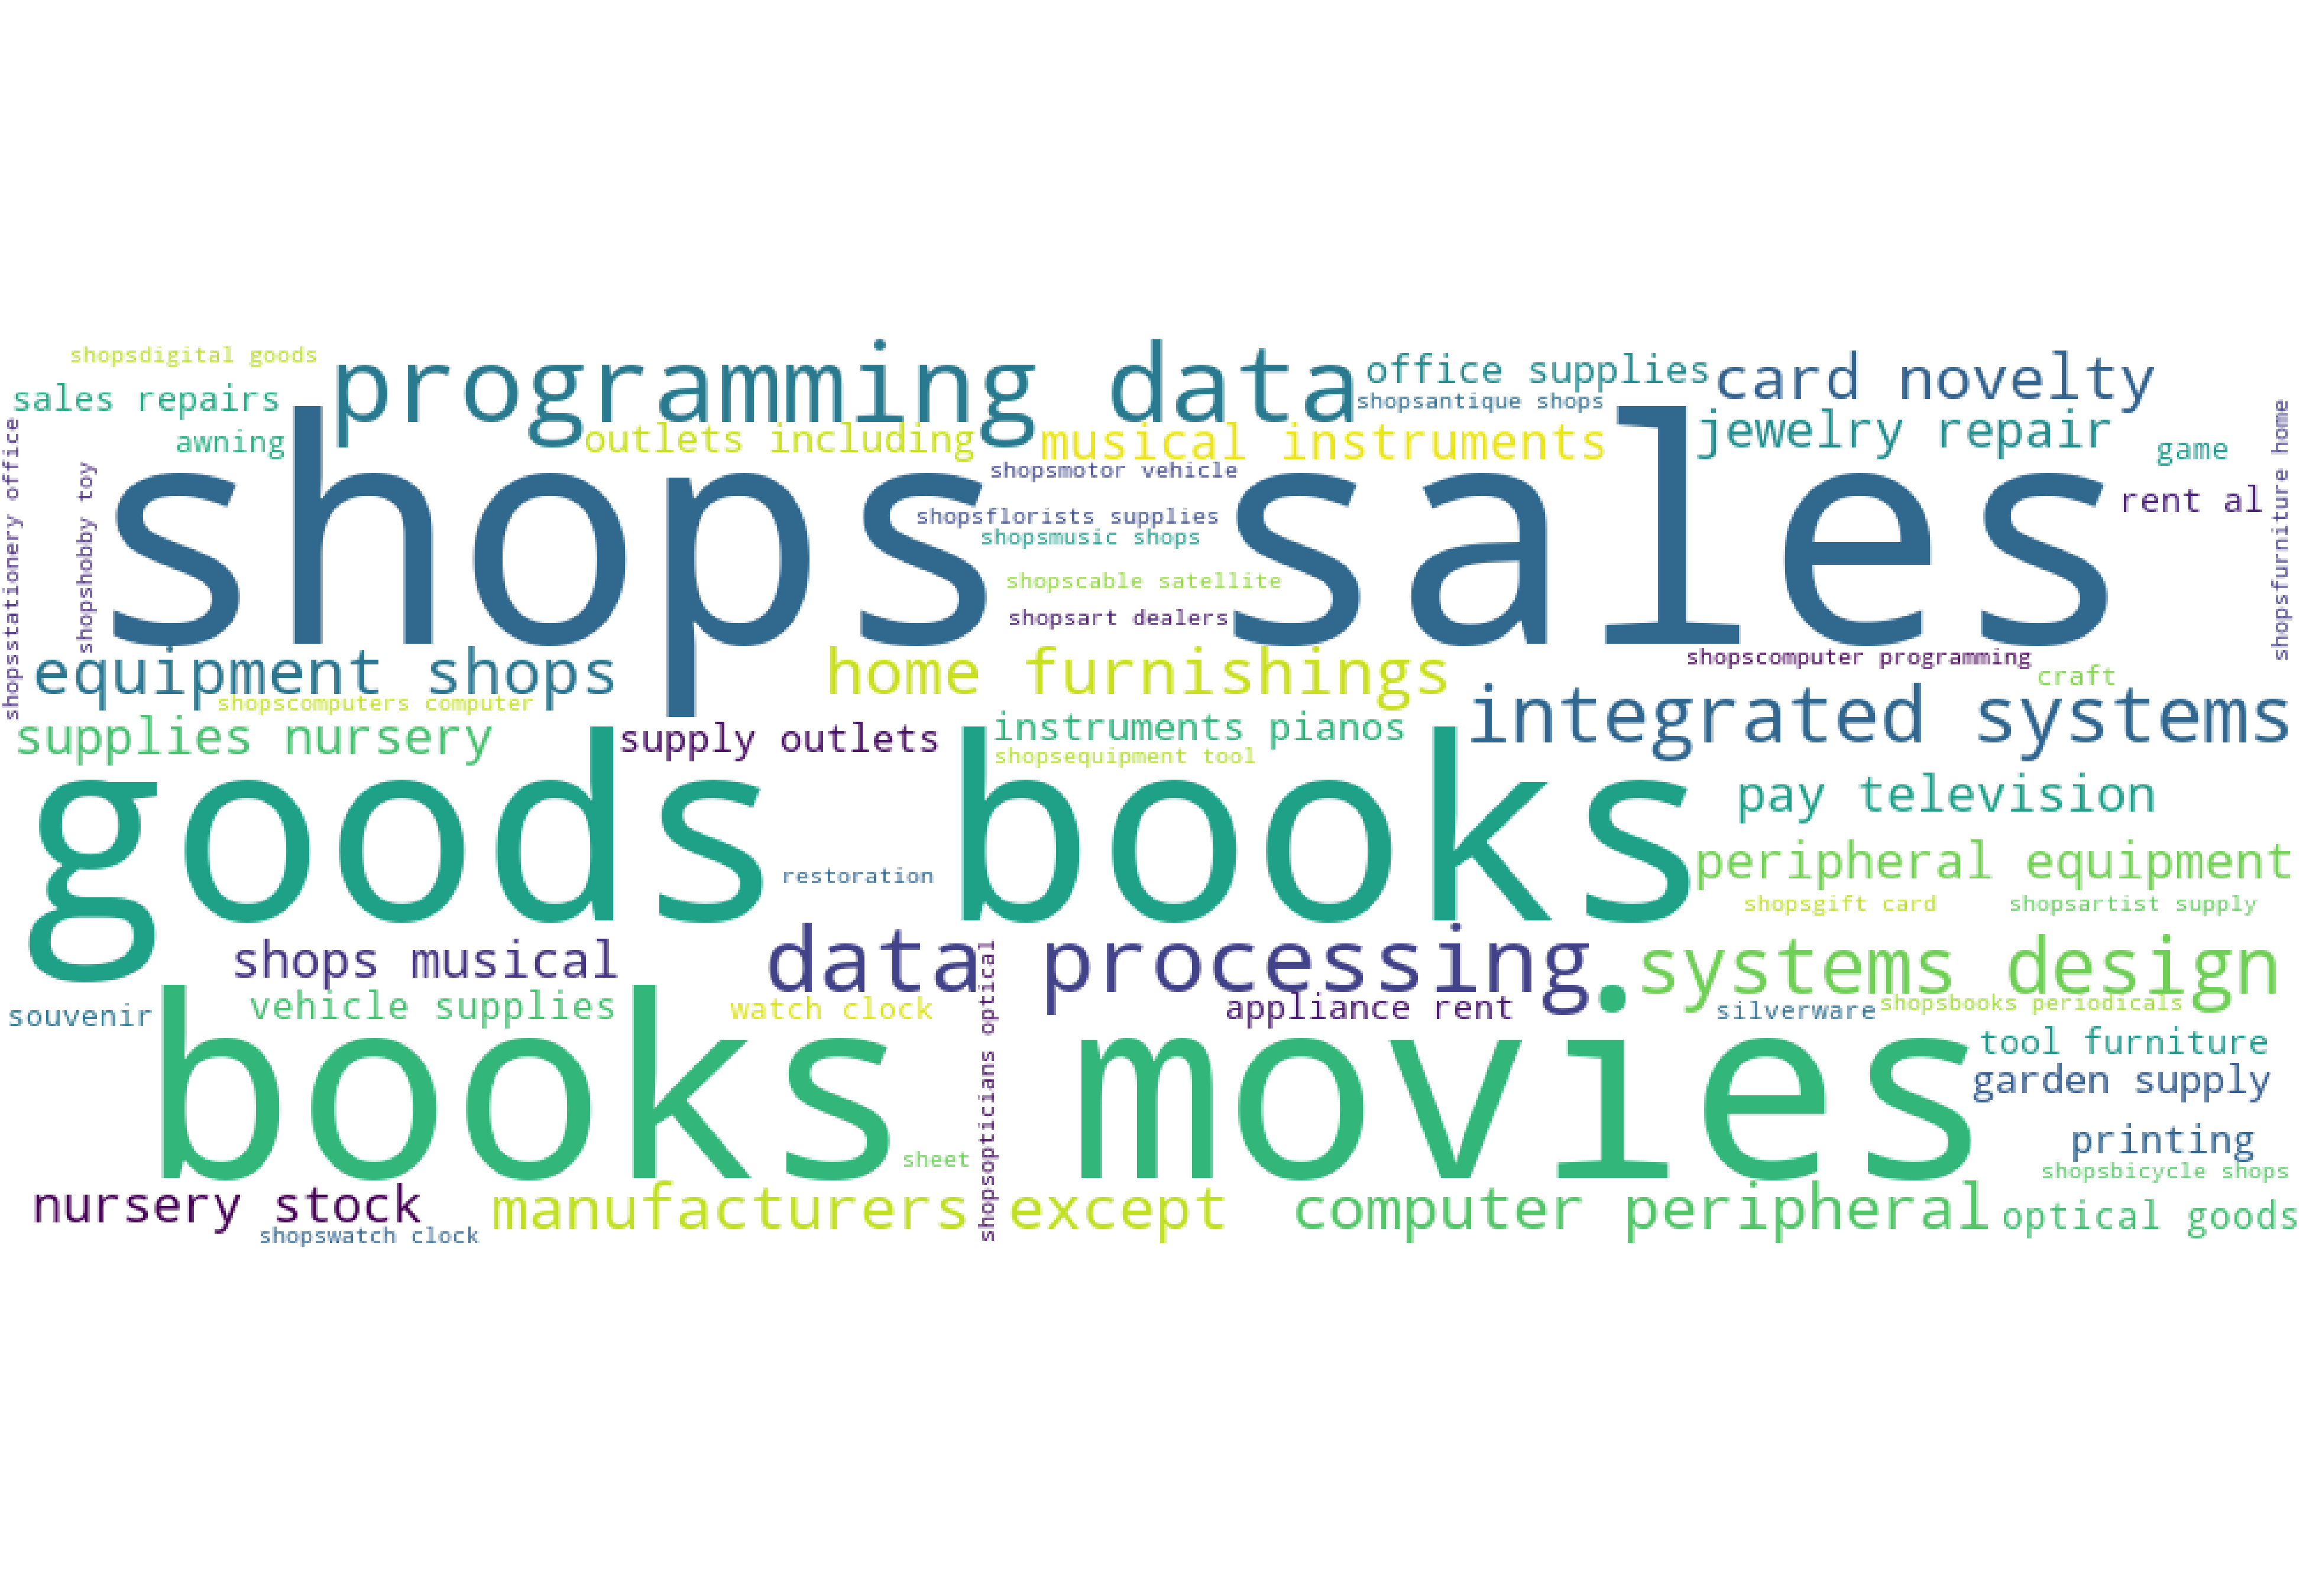 shopsdigital goods
programming data
office supplies
card novelty
sales repairs
shopsantique shops
awning
outlets including
musical instruments
jewelry repair
game
shopsstationery office
shopshobby toy
shops sales
shopsmotor vehicle
rent al
shopsfurniture home
shopsflorists supplies
shopsmusic shops
shopscable satellite
shopsart dealers
equipment shops
home furnishings
shopscomputer programming
craft
shopscomputers computer
integrated systems
supplies nursery
supply outlets
instruments pianos
shopsequipment tool
goods books
pay television
peripheral equipment
restoration
shopsgift card
shopsartist supply
shops musical
data processing
systems design
shopsopticians optical
souvenir
vehicle supplies
watch clock
appliance rent
silverware
shopsbooks periodicals
books movies
tool furniture
garden supply
printing
sheet
shopsbicycle shops
nursery stock
manufacturers except
computer peripheral
optical goods
shopswatch clock